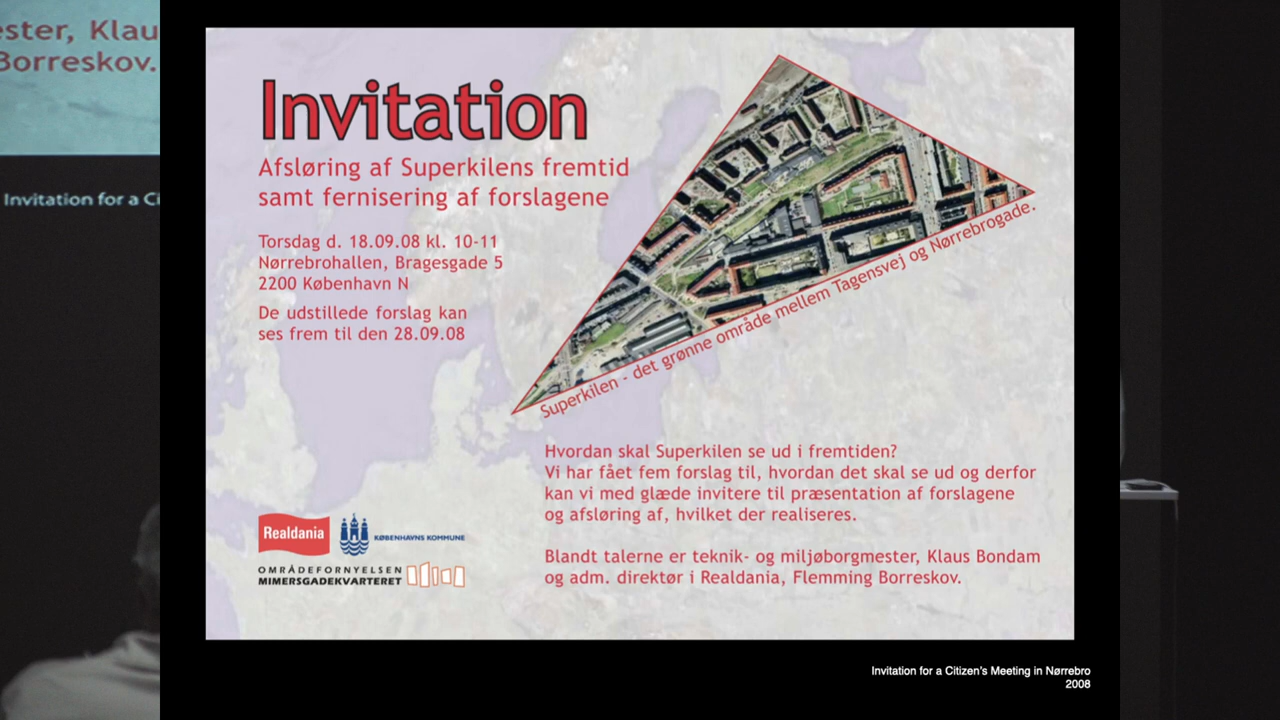 ester, Klau
Borreskov.
Invitation for a Ci
Invitation
Afsløring af Superkilens fremtid
samt fernisering af forslagene
Torsdag d. 18.09.08 kl. 10-11
Nørrebrohallen, Bragesgade 5
2200 København N
De udstillede forslag kan
ses frem til den 28.09.08
Superkilen - det grønne område mellem Tagensvej og Nørrebrogade.
Hvordan skal Superkilen se ud i fremtiden?
Vi har fået fem forslag til, hvordan det skal se ud og derfor
kan vi med glæde invitere til præsentation af forslagene
og afsløring af, hvilket der realiseres.
Blandt talerne er teknik- og miljøborgmester, Klaus Bondam
og adm. direktør i Realdania, Flemming Borreskov.
Realdania
KØBENHAVNS KOMMUNE
OMRÅDEFORNYELSEN
MIMERSGADEKVARTERET
Invitation for a Citizen's Meeting in Nørrebro
2008